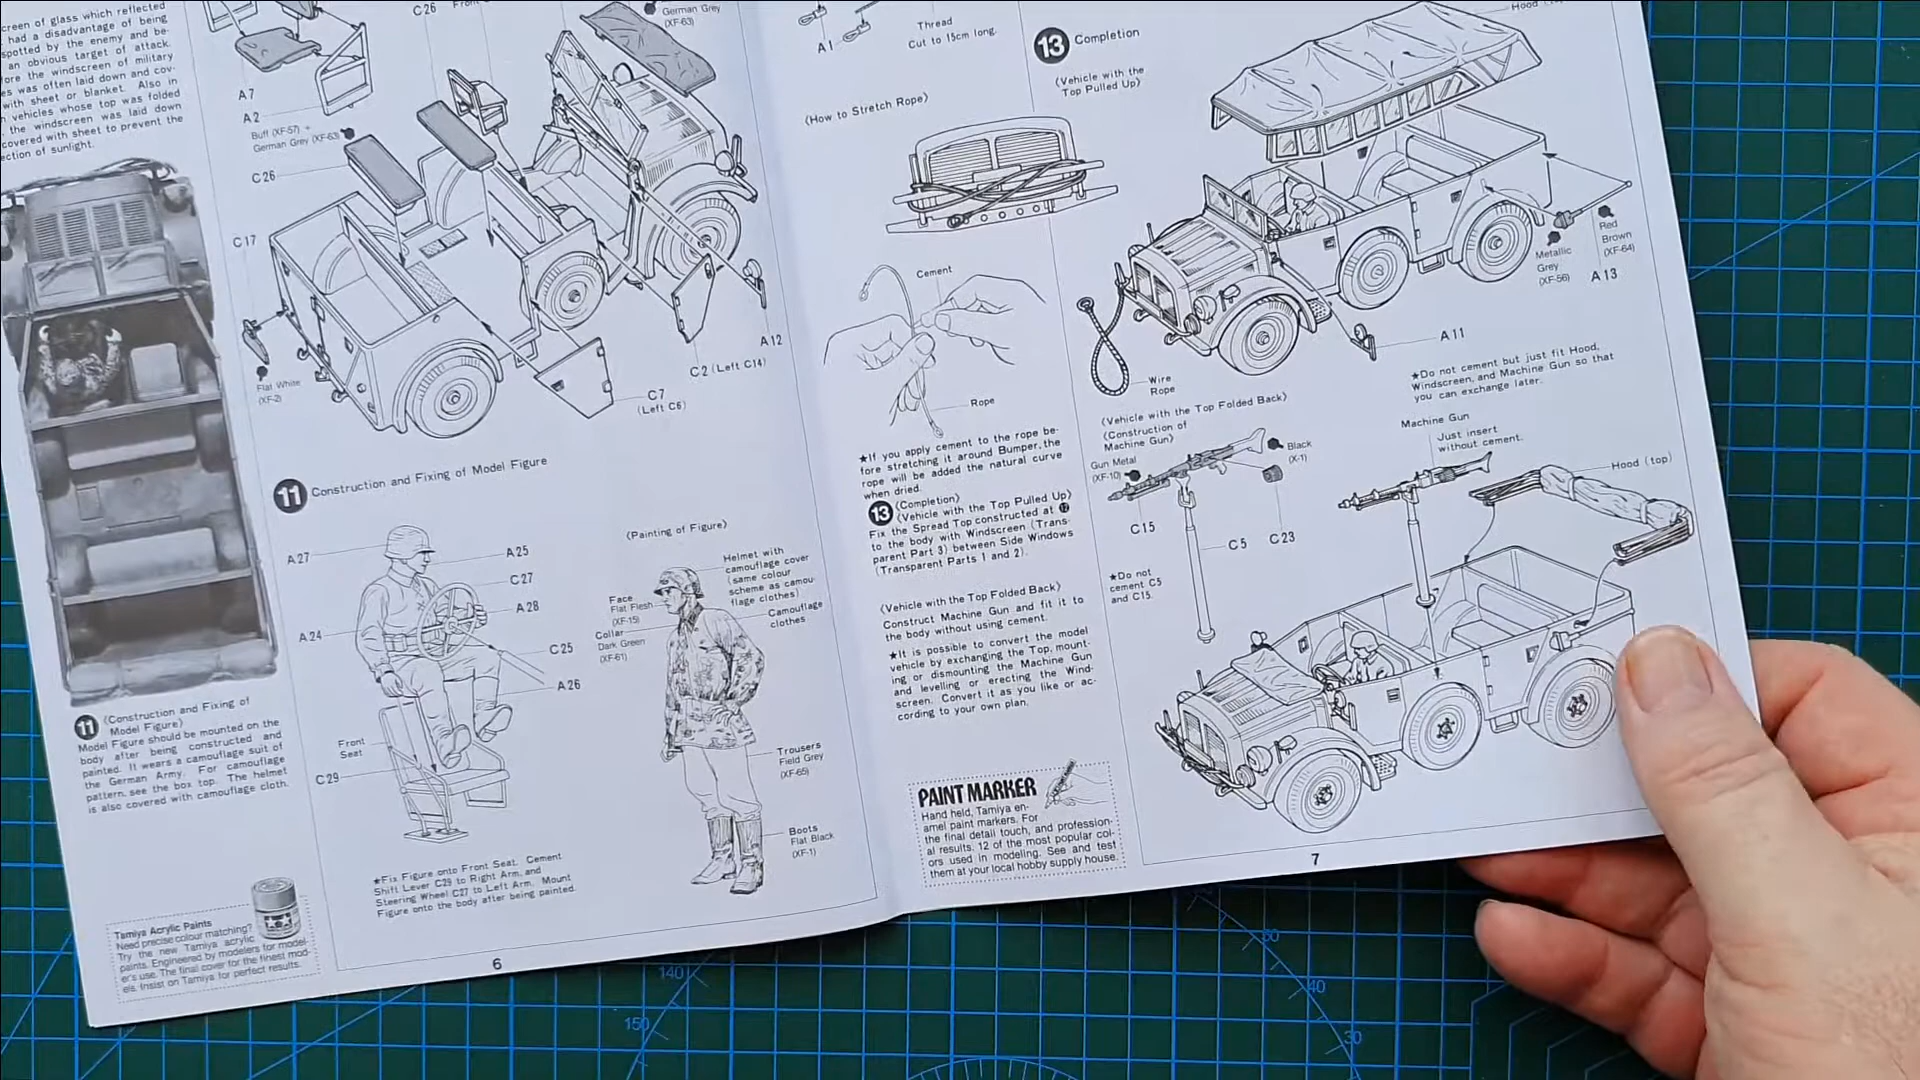 creen of glass which reflected
had a disadvantage of being
spotted by the enemy and be-
an obvious target of attack.
fore the windscreen of military
es was often laid down and cov-
with sheet or blanket. Also in
vehicles whose top was folded
the windscreen was laid down
covered with sheet to prevent the
ection of sunlight.
C26
German Grey
(XF-63)
A7
A2
Buff (XF-57) +
German Grey (XF-63)
C26
C17
Flat White
(XF-2)
A12
C2 (Left C14)
C7
(Left C6)
11 Construction and Fixing of Model Figure
A27
A25
C27
A28
A24
C25
A26
Front
Seat
C29
★Fix Figure onto Front Seat. Cement
Shift Lever C29 to Right Arm, and
Steering Wheel C27 to Left Arm. Mount
Figure onto the body after being painted.
⟨Painting of Figure⟩
Helmet with
camouflage cover
(same colour
scheme as camou-
flage clothes)
Camouflage
clothes
Face
Flat Flesh
(XF-15)
Collar
Dark Green
(XF-61)
Trousers
Field Grey
(XF-65)
Boots
Flat Black
(XF-1)
11 ⟨Construction and Fixing of
Model Figure⟩
Model Figure should be mounted on the
body after being constructed and
painted. It wears a camouflage suit of
the German Army. For camouflage
pattern, see the box top. The helmet
is also covered with camouflage cloth.
Tamiya Acrylic Paints
Need precise colour matching?
Try the new Tamiya acrylic
paints. Engineered by modelers for model-
er's use. The final cover for the finest mod-
els. Insist on Tamiya for perfect results.
6
A1
Thread
Cut to 15cm long.
⟨How to Stretch Rope⟩
Cement
Rope
★If you apply cement to the rope be-
fore stretching it around Bumper, the
rope will be added the natural curve
when dried.
13 ⟨Completion⟩
⟨Vehicle with the Top Pulled Up⟩
Fix the Spread Top constructed at 12
to the body with Windscreen (Trans-
parent Part 3) between Side Windows
(Transparent Parts 1 and 2).
⟨Vehicle with the Top Folded Back⟩
Construct Machine Gun and fit it to
the body without using cement.
★It is possible to convert the model
vehicle by exchanging the Top, mount-
ing or dismounting the Machine Gun
and levelling or erecting the Wind-
screen. Convert it as you like or ac-
cording to your own plan.
PAINT MARKER
Hand held, Tamiya en-
amel paint markers. For
the final detail touch, and profession-
al results. 12 of the most popular col-
ors used in modeling. See and test
them at your local hobby supply house.
13 Completion
⟨Vehicle with the
Top Pulled Up⟩
Metallic
Grey
(XF-56)
Red
Brown
(XF-64)
A13
A11
Wire
Rope
★Do not cement but just fit Hood,
Windscreen, and Machine Gun so that
you can exchange later.
⟨Vehicle with the Top Folded Back⟩
⟨Construction of
Machine Gun⟩
Gun Metal
(XF-10)
Black
(X-1)
C15
C5
C23
★Do not
cement C5
and C15.
Machine Gun
Just insert
without cement.
Hood (top)
7
140
150
50
40
30